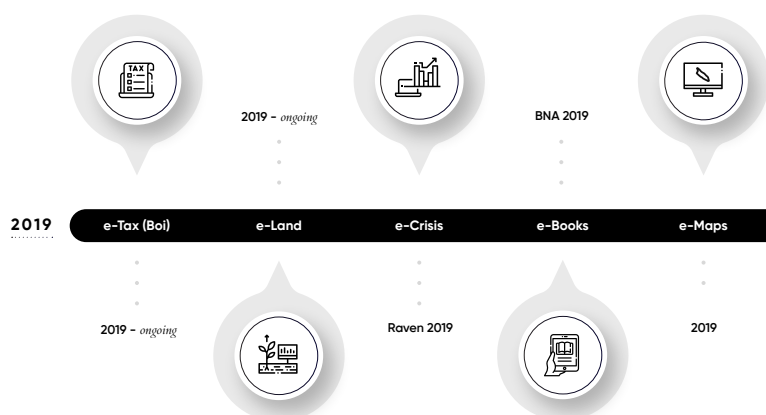 TAX
2019 - ongoing
BNA 2019
2019
e-Tax (Boi)
e-Land
e-Crisis
e-Books
e-Maps
2019 - ongoing
Raven 2019
2019